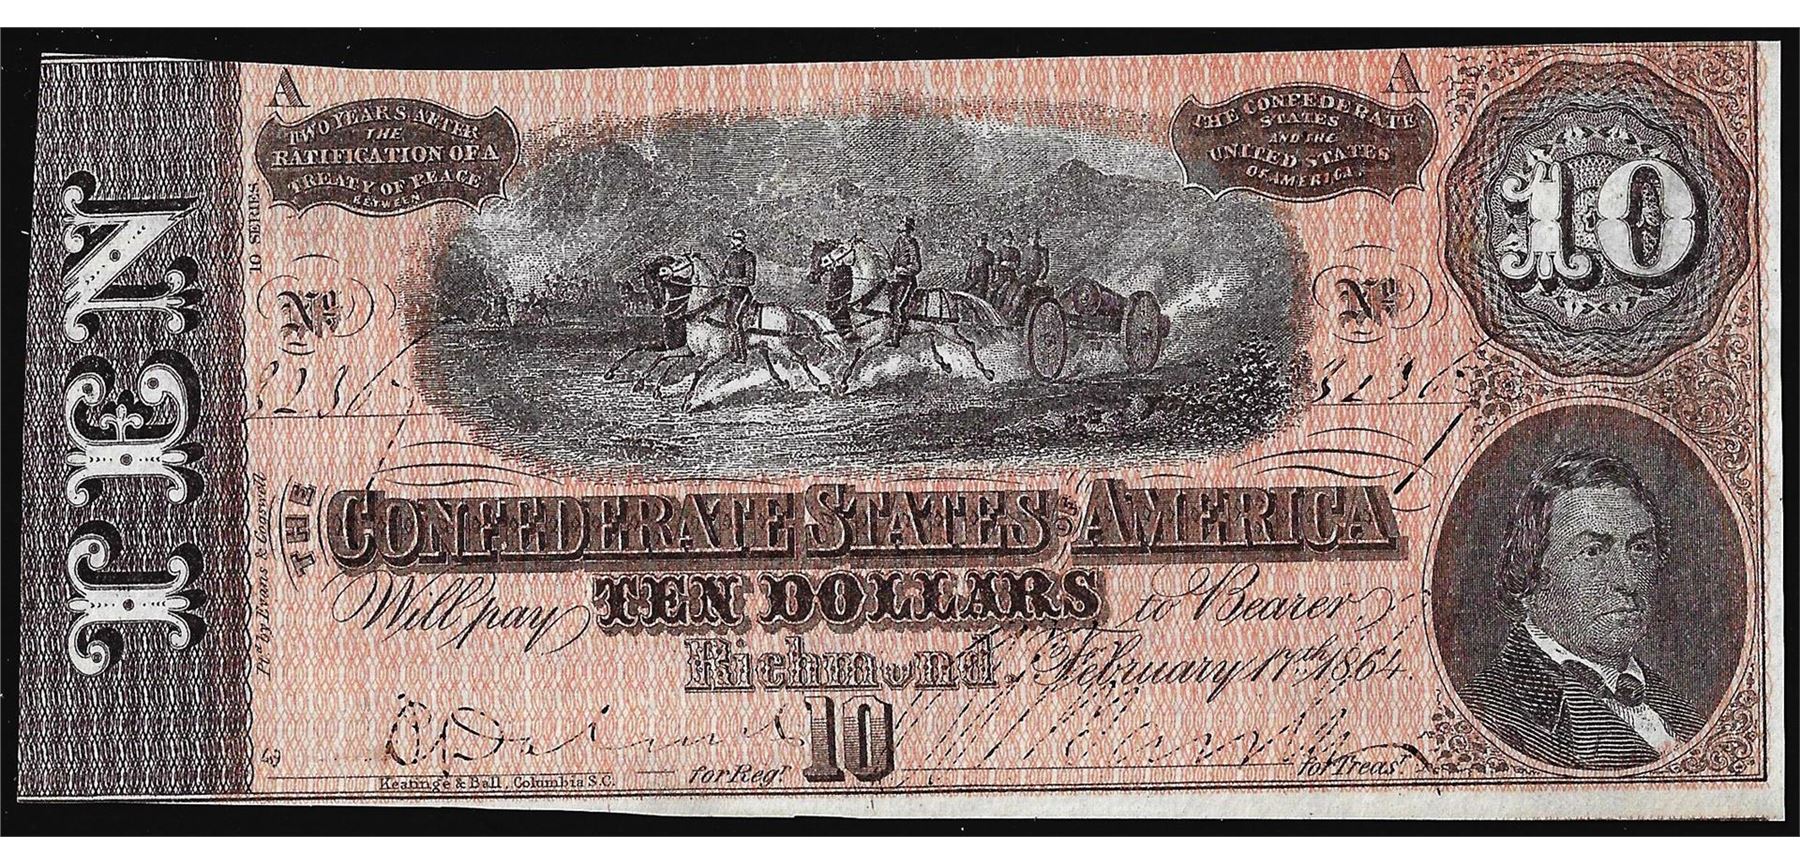 A
A
TWO YEARS AFTER
THE
RATIFICATION OF A
TREATY OF PEACE
BETWEEN
THE CONFEDERATE
STATES
AND THE
UNITED STATES
OF AMERICA.
10
TEN
10 SERIES
No
No
THE CONFEDERATE STATES OF AMERICA
Will pay TEN DOLLARS to Bearer
Richmond, February 17th 1864.
Ptd by Evans & Cogswell
10
for Regr
for Treasr
Keatinge & Ball, Columbia S.C.